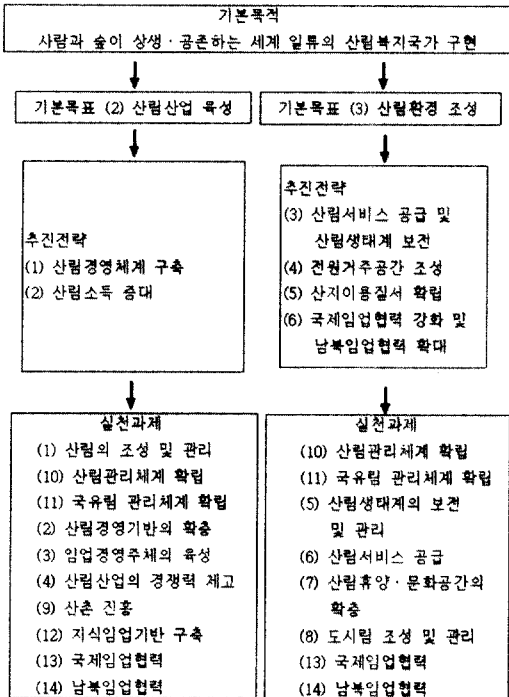 기본목적
사람과 숲이 상생·공존하는 세계 일류의 산림복지국가 구현
기본목표 (2) 산림산업 육성
기본목표 (3) 산림환경 조성
추진전략
(1) 산림경영체계 구축
(2) 산림소득 증대
추진전략
(3) 산림서비스 공급 및
산림생태계 보전
(4) 전원거주공간 조성
(5) 산지이용질서 확립
(6) 국제임업협력 강화 및
남북임업협력 확대
실천과제
(1) 산림의 조성 및 관리
(10) 산림관리체계 확립
(11) 국유림 관리체계 확립
(2) 산림경영기반의 확충
(3) 임업경영주체의 육성
(4) 산림산업의 경쟁력 제고
(9) 산촌 진흥
(12) 지식임업기반 구축
(13) 국제임업협력
(14) 남북임업협력
실천과제
(10) 산림관리체계 확립
(11) 국유림 관리체계 확립
(5) 산림생태계의 보전
및 관리
(6) 산림서비스 공급
(7) 산림휴양·문화공간의
확충
(8) 도시림 조성 및 관리
(13) 국제임업협력
(14) 남북임업협력